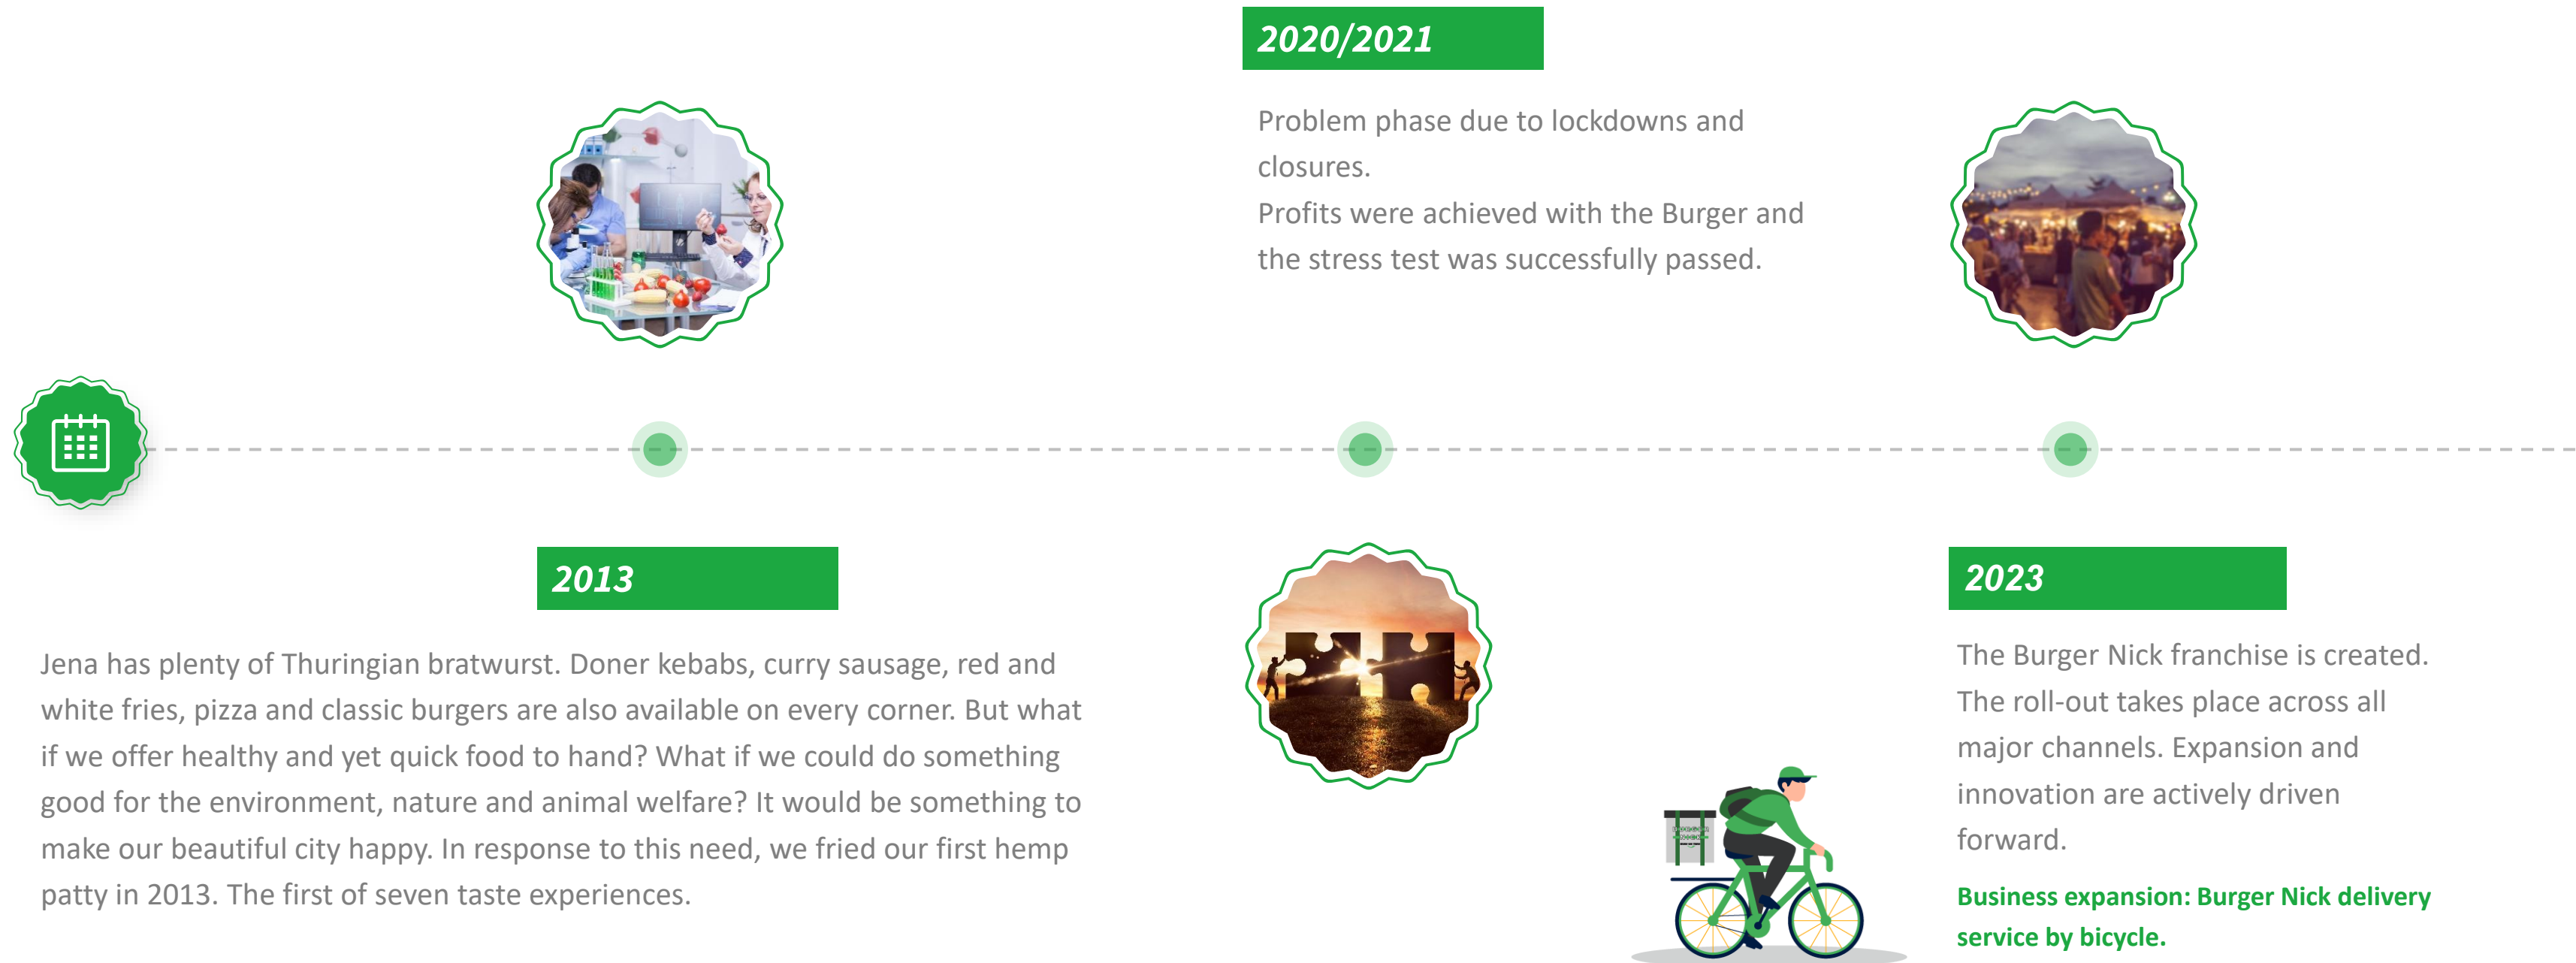 2020/2021
Problem phase due to lockdowns and
closures.
Profits were achieved with the Burger and
the stress test was successfully passed.
2013
Jena has plenty of Thuringian bratwurst. Doner kebabs, curry sausage, red and
white fries, pizza and classic burgers are also available on every corner. But what
if we offer healthy and yet quick food to hand? What if we could do something
good for the environment, nature and animal welfare? It would be something to
make our beautiful city happy. In response to this need, we fried our first hemp
patty in 2013. The first of seven taste experiences.
2023
The Burger Nick franchise is created.
The roll-out takes place across all
major channels. Expansion and
innovation are actively driven
forward.
Business expansion: Burger Nick delivery
service by bicycle.